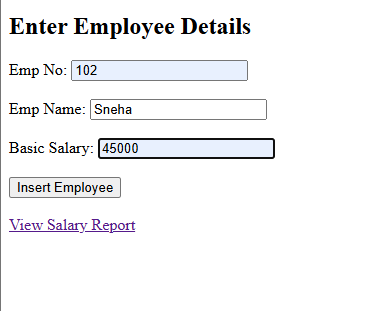 Enter Employee Details
Emp No: 102
Emp Name: Sneha
Basic Salary: 45000
Insert Employee
View Salary Report